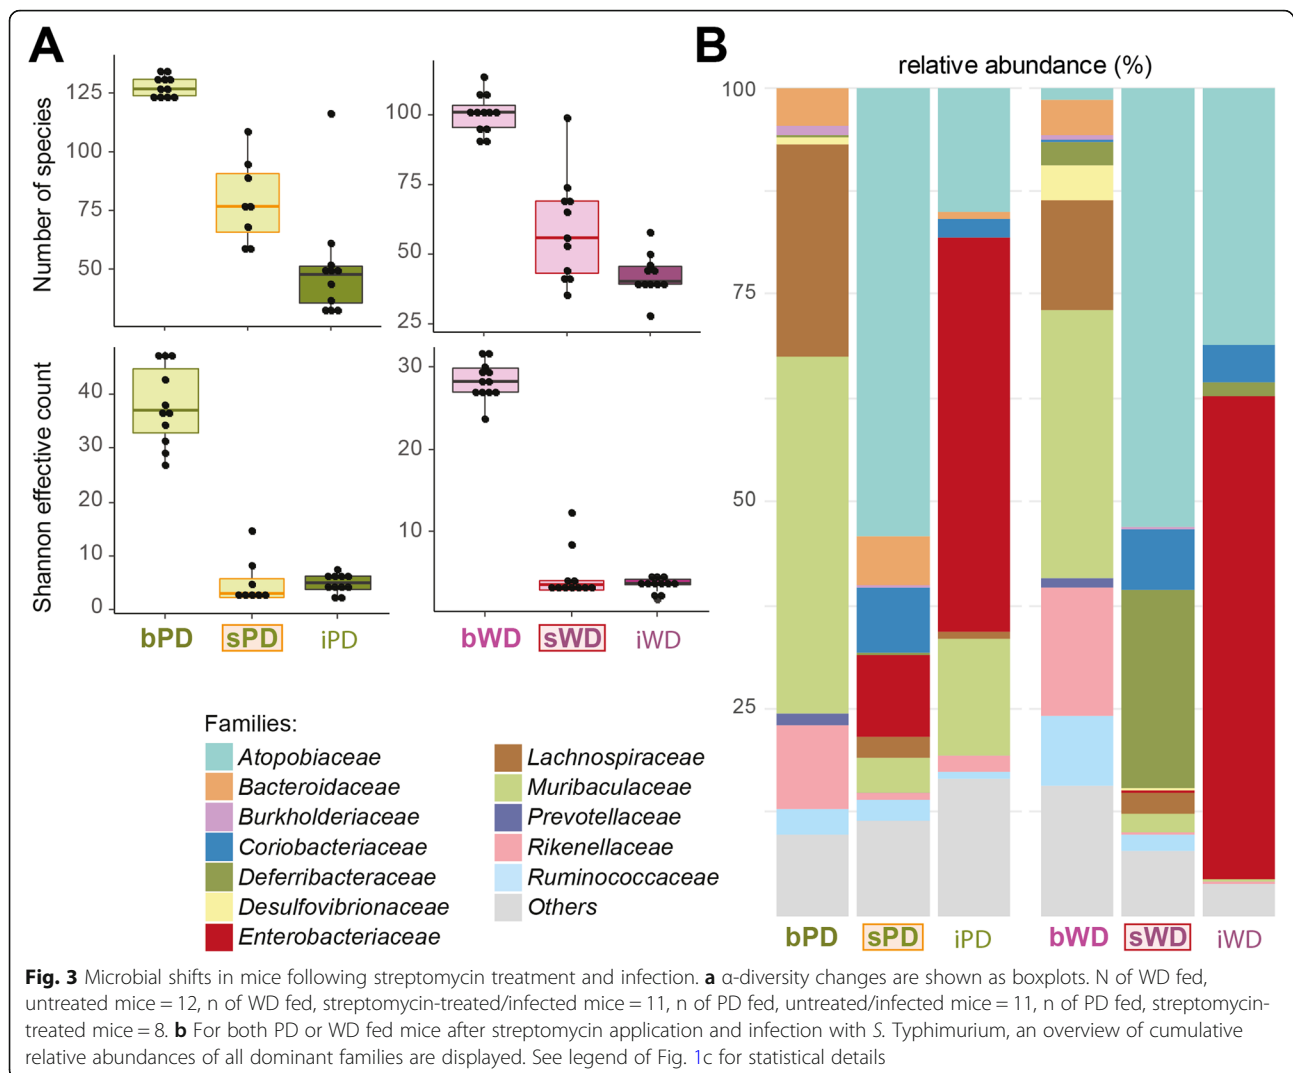 A
B
relative abundance (%)
Number of species
125
100
75
50
100
75
50
25
Shannon effective count
40
30
20
10
0
30
20
10
bPD
sPD
iPD
bWD
sWD
iWD
100
75
50
25
bPD
sPD
iPD
bWD
sWD
iWD
Families:
Atopobiaceae
Bacteroidaceae
Burkholderiaceae
Coriobacteriaceae
Deferribacteraceae
Desulfovibrionaceae
Enterobacteriaceae
Lachnospiraceae
Muribaculaceae
Prevotellaceae
Rikenellaceae
Ruminococcaceae
Others
Fig. 3 Microbial shifts in mice following streptomycin treatment and infection. a α-diversity changes are shown as boxplots. N of WD fed,
untreated mice = 12, n of WD fed, streptomycin-treated/infected mice = 11, n of PD fed, untreated/infected mice = 11, n of PD fed, streptomycin-
treated mice = 8. b For both PD or WD fed mice after streptomycin application and infection with S. Typhimurium, an overview of cumulative
relative abundances of all dominant families are displayed. See legend of Fig. 1c for statistical details